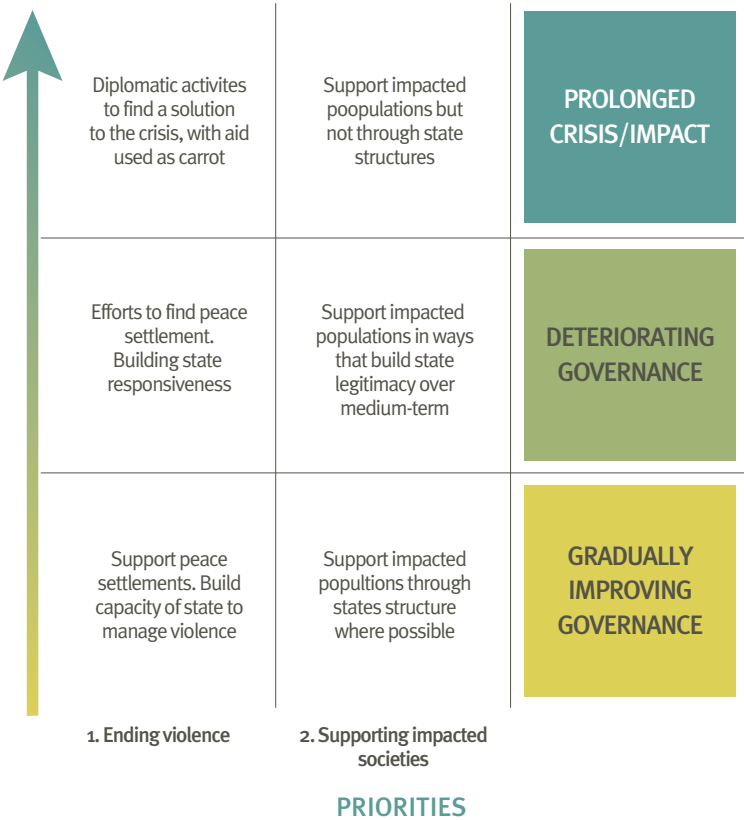 Diplomatic activites
to find a solution
to the crisis, with aid
used as carrot
Support impacted
poopulations but
not through state
structures
PROLONGED
CRISIS/IMPACT
Efforts to find peace
settlement.
Building state
responsiveness
Support impacted
populations in ways
that build state
legitimacy over
medium-term
DETERIORATING
GOVERNANCE
Support peace
settlements. Build
capacity of state to
manage violence
Support impacted
popultions through
states structure
where possible
GRADUALLY
IMPROVING
GOVERNANCE
1. Ending violence
2. Supporting impacted
societies
PRIORITIES